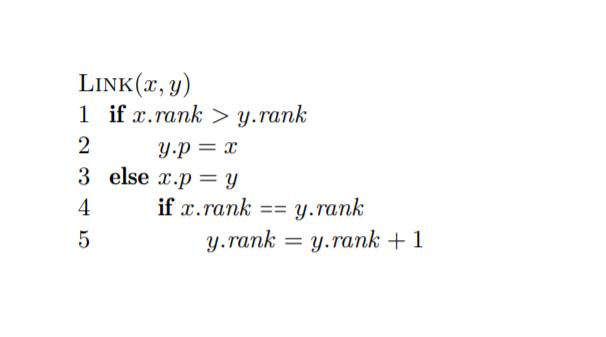 LINK(x, y)
1 if x.rank > y.rank
2 y.p = x
3 else x.p = y
4 if x.rank == y.rank
5 y.rank = y.rank + 1